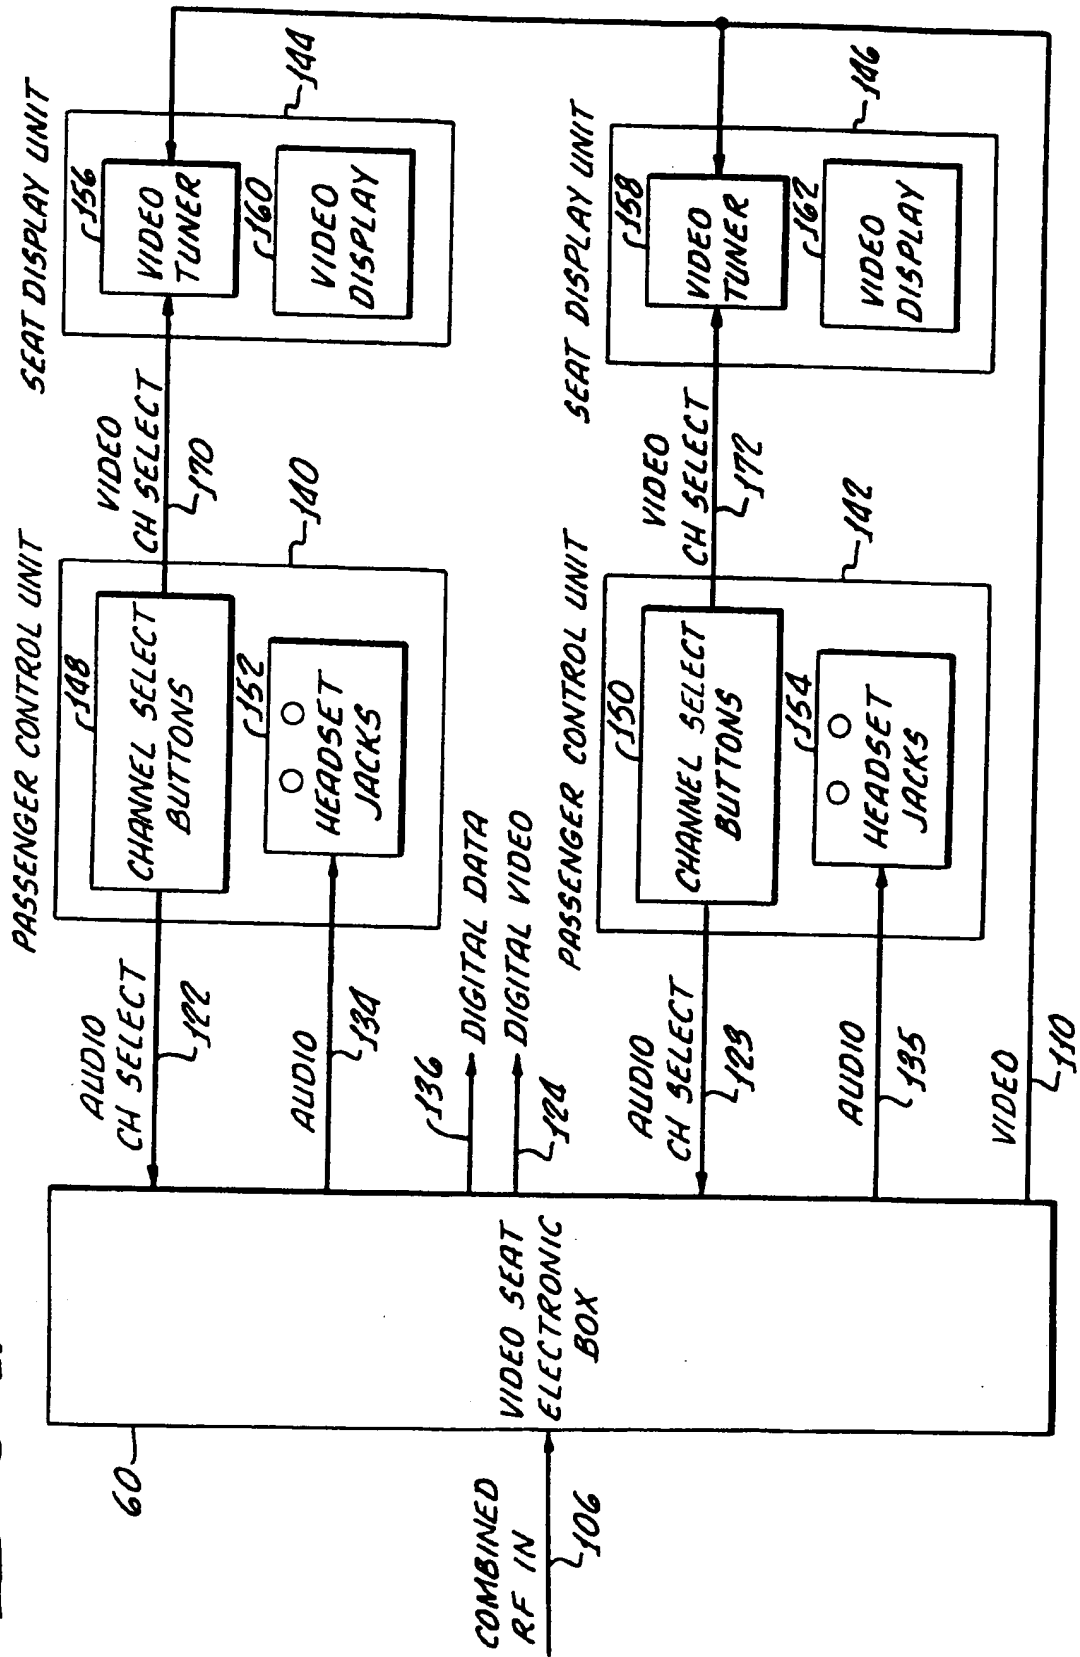 COMBINED
RF IN
106
60
VIDEO SEAT
ELECTRONIC
BOX
AUDIO
CH SELECT
122
AUDIO
134
136
DIGITAL DATA
DIGITAL VIDEO
124
AUDIO
CH SELECT
123
AUDIO
135
VIDEO
110
PASSENGER CONTROL UNIT
148
CHANNEL SELECT
BUTTONS
152
HEADSET
JACKS
140
PASSENGER CONTROL UNIT
150
CHANNEL SELECT
BUTTONS
154
HEADSET
JACKS
142
VIDEO
CH SELECT
170
VIDEO
CH SELECT
172
SEAT DISPLAY UNIT
156
VIDEO
TUNER
160
VIDEO
DISPLAY
144
SEAT DISPLAY UNIT
158
VIDEO
TUNER
162
VIDEO
DISPLAY
146